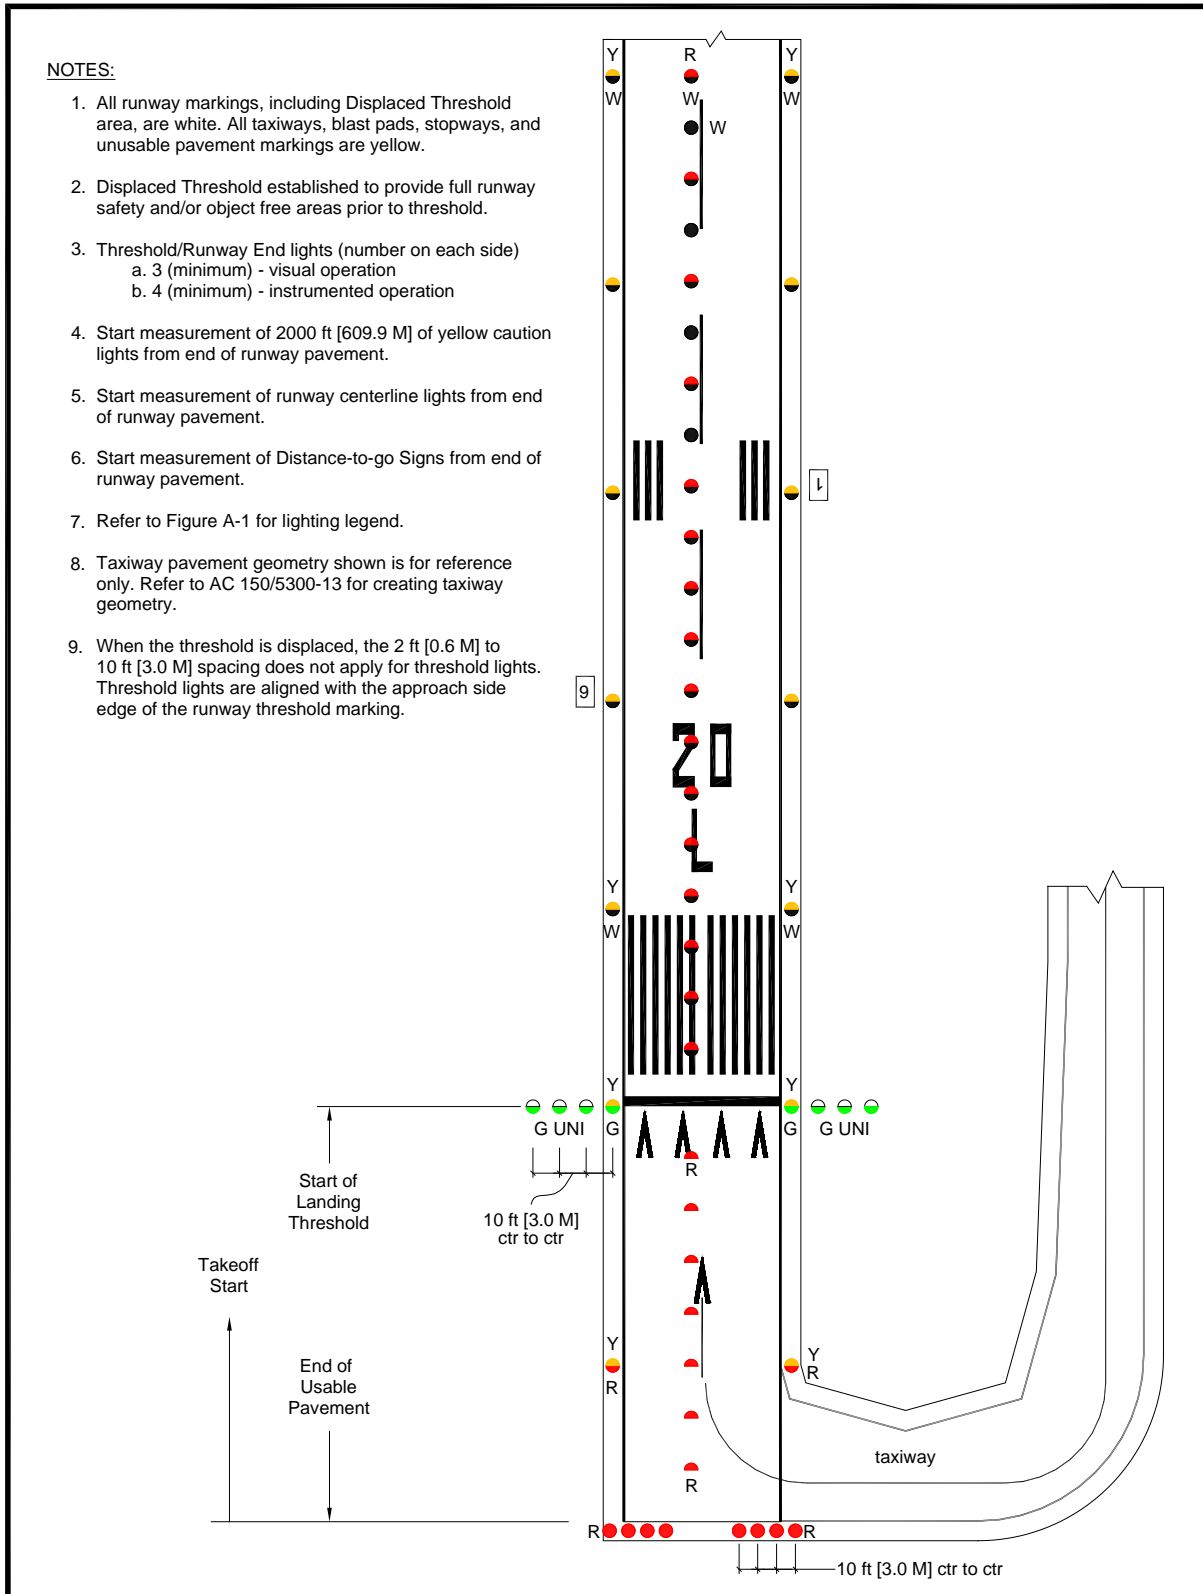 NOTES:
1. All runway markings, including Displaced Threshold
area, are white. All taxiways, blast pads, stopways, and
unusable pavement markings are yellow.
2. Displaced Threshold established to provide full runway
safety and/or object free areas prior to threshold.
3. Threshold/Runway End lights (number on each side)
a. 3 (minimum) - visual operation
b. 4 (minimum) - instrumented operation
4. Start measurement of 2000 ft [609.9 M] of yellow caution
lights from end of runway pavement.
5. Start measurement of runway centerline lights from end
of runway pavement.
6. Start measurement of Distance-to-go Signs from end of
runway pavement.
7. Refer to Figure A-1 for lighting legend.
8. Taxiway pavement geometry shown is for reference
only. Refer to AC 150/5300-13 for creating taxiway
geometry.
9. When the threshold is displaced, the 2 ft [0.6 M] to
10 ft [3.0 M] spacing does not apply for threshold lights.
Threshold lights are aligned with the approach side
edge of the runway threshold marking.
Y R Y
W W W
W
1
6
20
L
Y Y
W W
Y Y
G UNI G G G UNI
R
10 ft [3.0 M]
ctr to ctr
Start of
Landing
Threshold
Takeoff
Start
End of
Usable
Pavement
Y Y
R R
taxiway
R
R R
10 ft [3.0 M] ctr to ctr